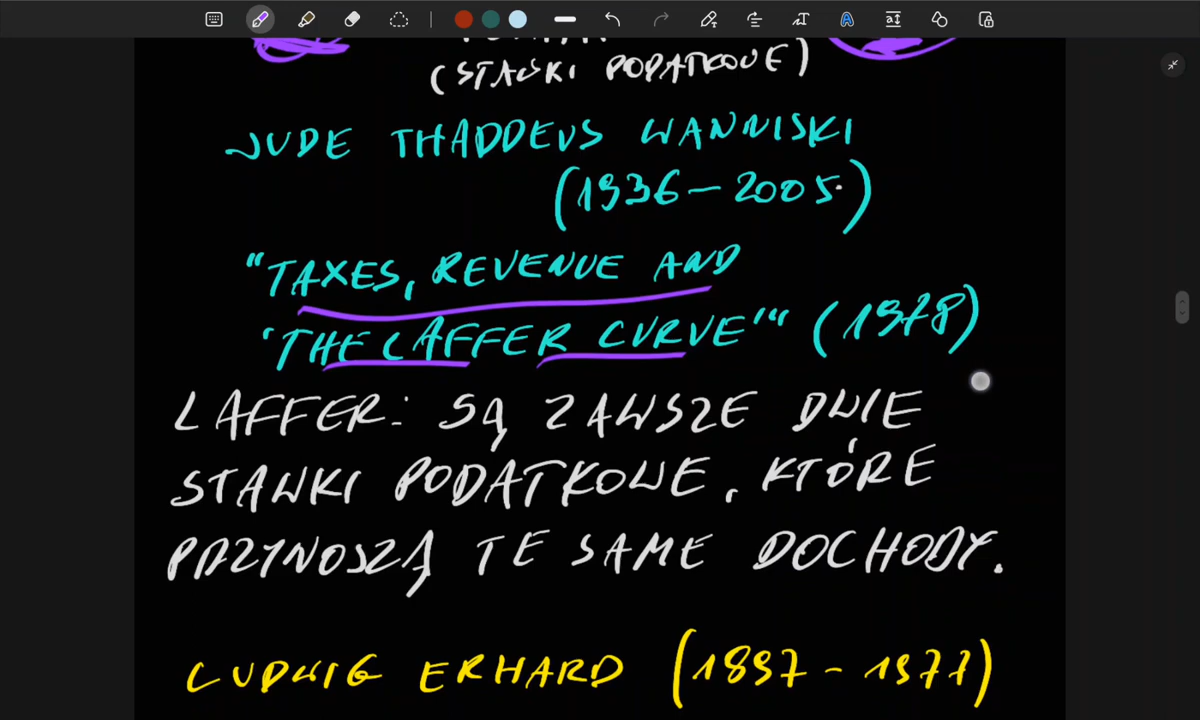 (STAWKI PODATKOWE)
JUDE THADDEUS WANNISKI
(1936-2005)
"TAXES, REVENUE AND
'THE LAFFER CURVE'" (1978)
LAFFER: SĄ ZAWSZE DWIE
STAWKI PODATKOWE, KTÓRE
PRZYNOSZĄ TE SAME DOCHODY.
LUDWIG ERHARD (1897-1977)